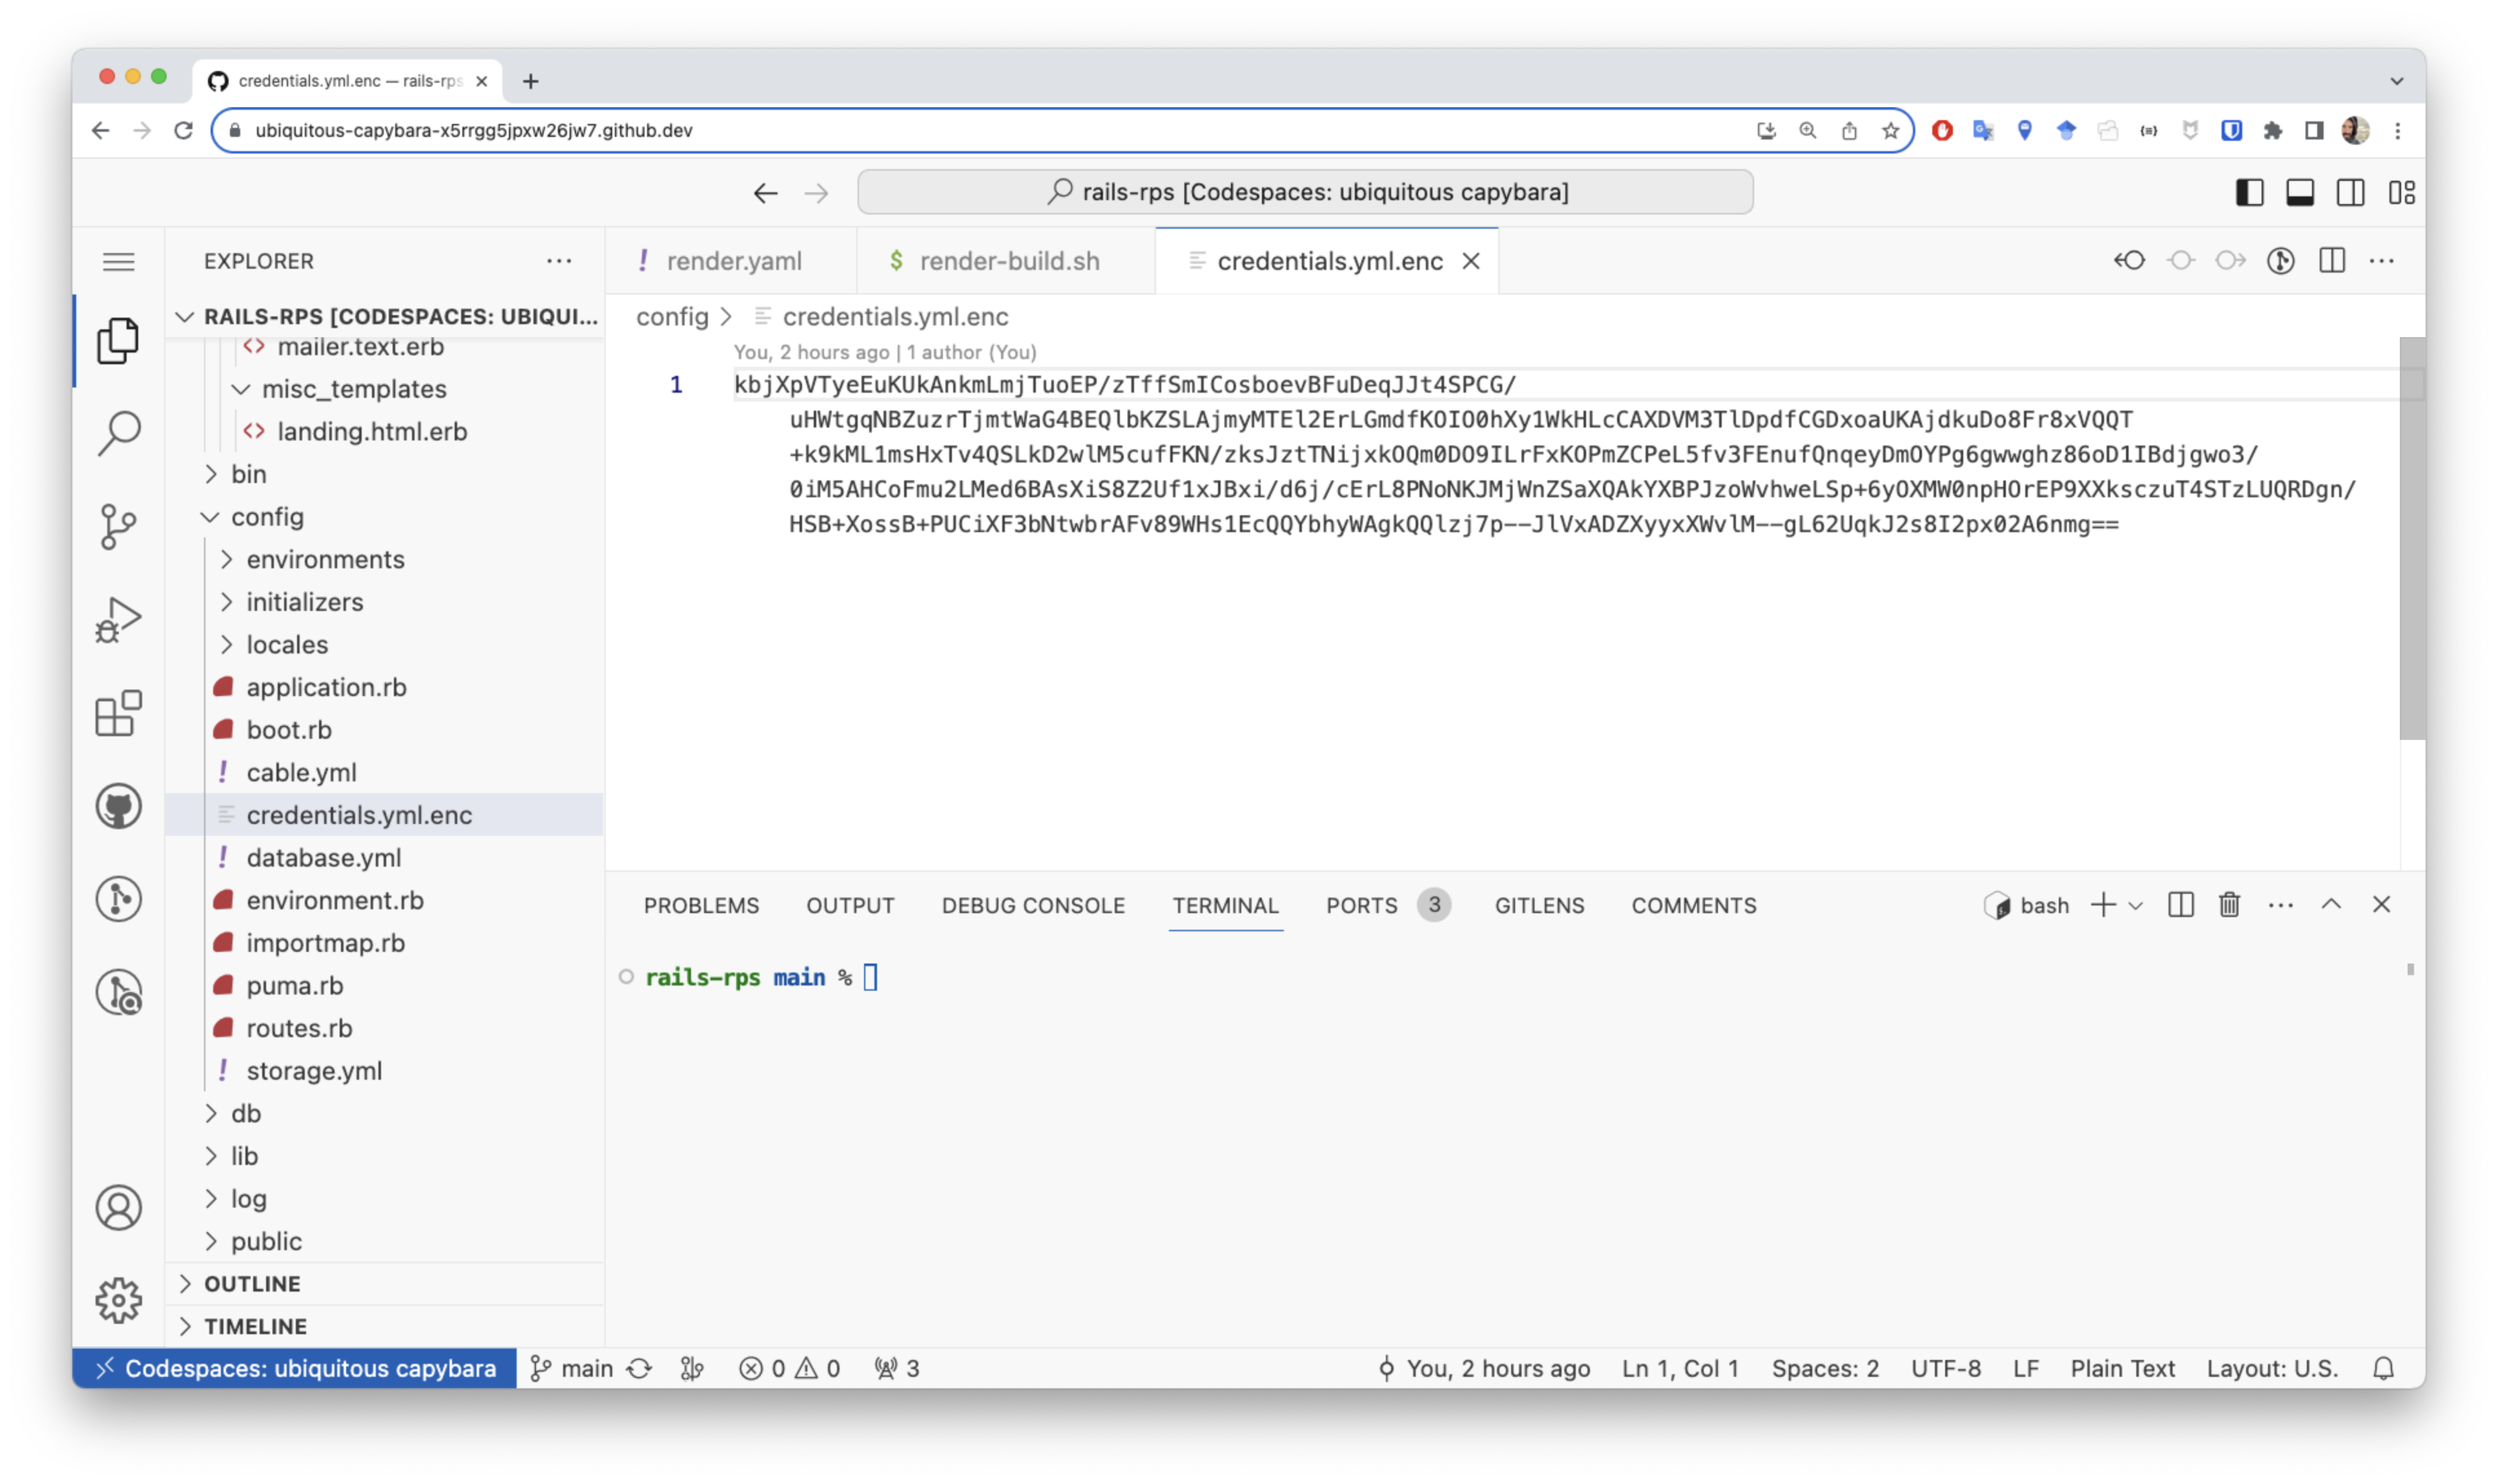 credentials.yml.enc — rails-rps
ubiquitous-capybara-x5rrgg5jpxw26jw7.github.dev
rails-rps [Codespaces: ubiquitous capybara]
EXPLORER
render.yaml
render-build.sh
credentials.yml.enc
RAILS-RPS [CODESPACES: UBIQUI...
mailer.text.erb
misc_templates
landing.html.erb
bin
config
environments
initializers
locales
application.rb
boot.rb
cable.yml
credentials.yml.enc
database.yml
environment.rb
importmap.rb
puma.rb
routes.rb
storage.yml
db
lib
log
public
OUTLINE
TIMELINE
config > credentials.yml.enc
You, 2 hours ago | 1 author (You)
1 kbjXpVTyeEuKUkAnkmLmjTuoEP/zTffSmICosboevBFuDeqJJt4SPCG/
uHWtgqNBZuzrTjmtWaG4BEQlbKZSLAjmyMTEl2ErLGmdfKOIO0hXy1WkHLcCAXDVM3TlDpdfCGDxoaUKAjdkuDo8Fr8xVQQT
+k9kML1msHxTv4QSLkD2wlM5cufFKN/zksJztTNijxkOQm0DO9ILrFxKOPmZCPeL5fv3FEnufQnqeyDmOYPg6gwwghz86oD1IBdjgwo3/
0iM5AHCoFmu2LMed6BAsXiS8Z2Uf1xJBxi/d6j/cErL8PNoNKJMjWnZSaXQAkYXBPJzoWvhweLSp+6yOXMW0npHOrEP9XXksczuT4STzLUQRDgn/
HSB+XossB+PUCiXF3bNtwbrAFv89WHs1EcQQYbhyWAgkQQlzj7p--JlVxADZXyyxXWvlM--gL62UqkJ2s8I2px02A6nmg==
PROBLEMS OUTPUT DEBUG CONSOLE TERMINAL PORTS 3 GITLENS COMMENTS bash
rails-rps main %
Codespaces: ubiquitous capybara main 0 0 3 You, 2 hours ago Ln 1, Col 1 Spaces: 2 UTF-8 LF Plain Text Layout: U.S.